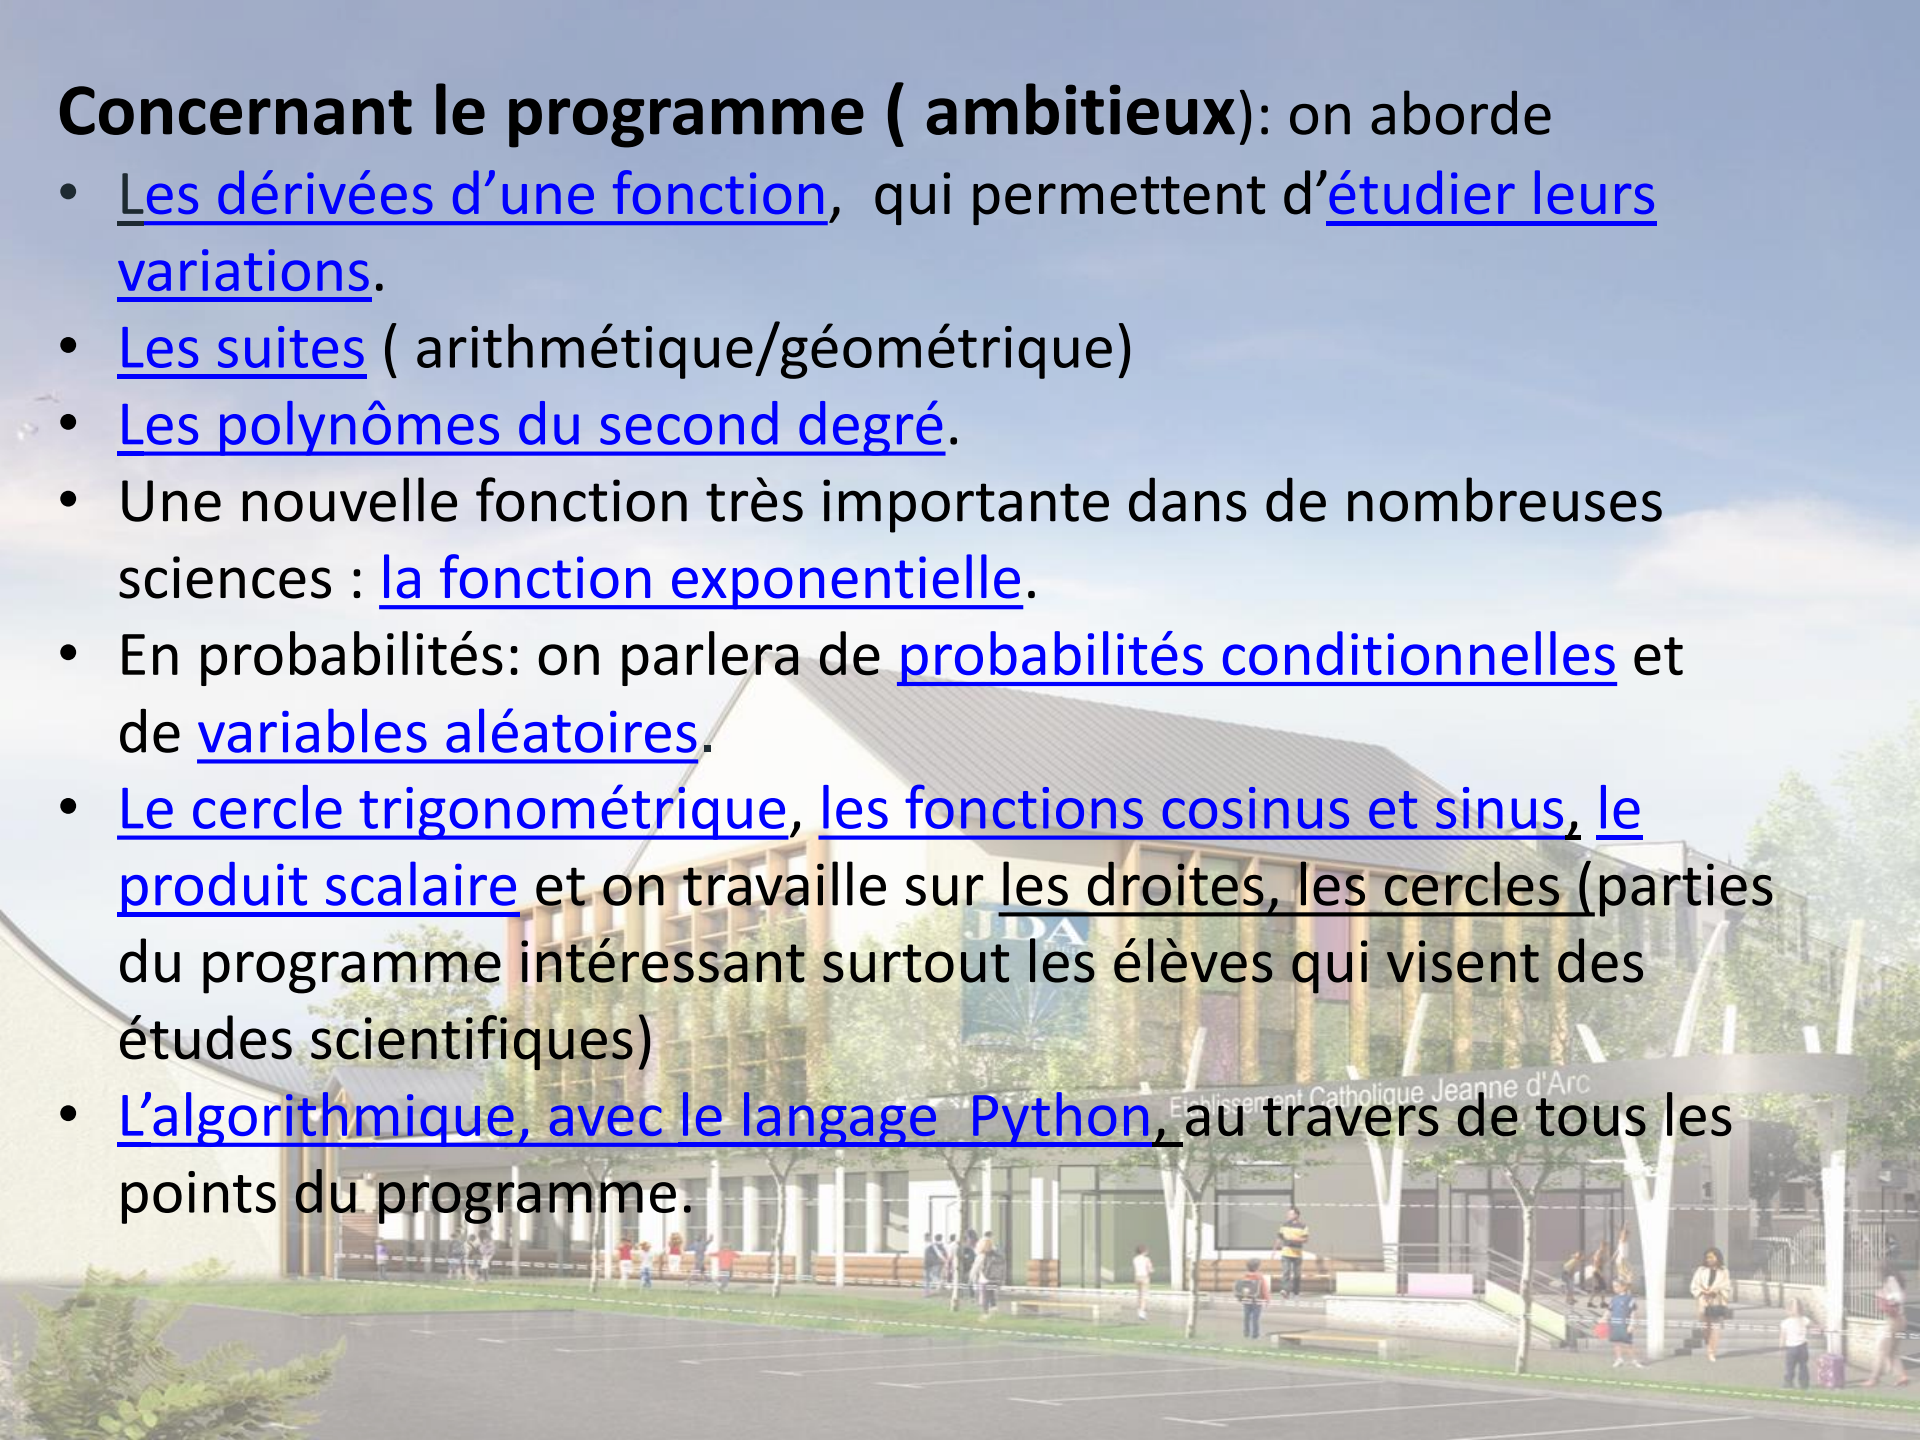 Concernant le programme ( ambitieux): on aborde
• Les dérivées d’une fonction,  qui permettent d’étudier leurs
variations.
• Les suites ( arithmétique/géométrique)
• Les polynômes du second degré.
• Une nouvelle fonction très importante dans de nombreuses
sciences : la fonction exponentielle.
• En probabilités: on parlera de probabilités conditionnelles et
de variables aléatoires.
• Le cercle trigonométrique, les fonctions cosinus et sinus, le
produit scalaire et on travaille sur les droites, les cercles (parties
JDA
du programme intéressant surtout les élèves qui visent des
études scientifiques)
Etablissement Catholique Jeanne d'Arc
• L’algorithmique, avec le langage  Python, au travers de tous les
points du programme.